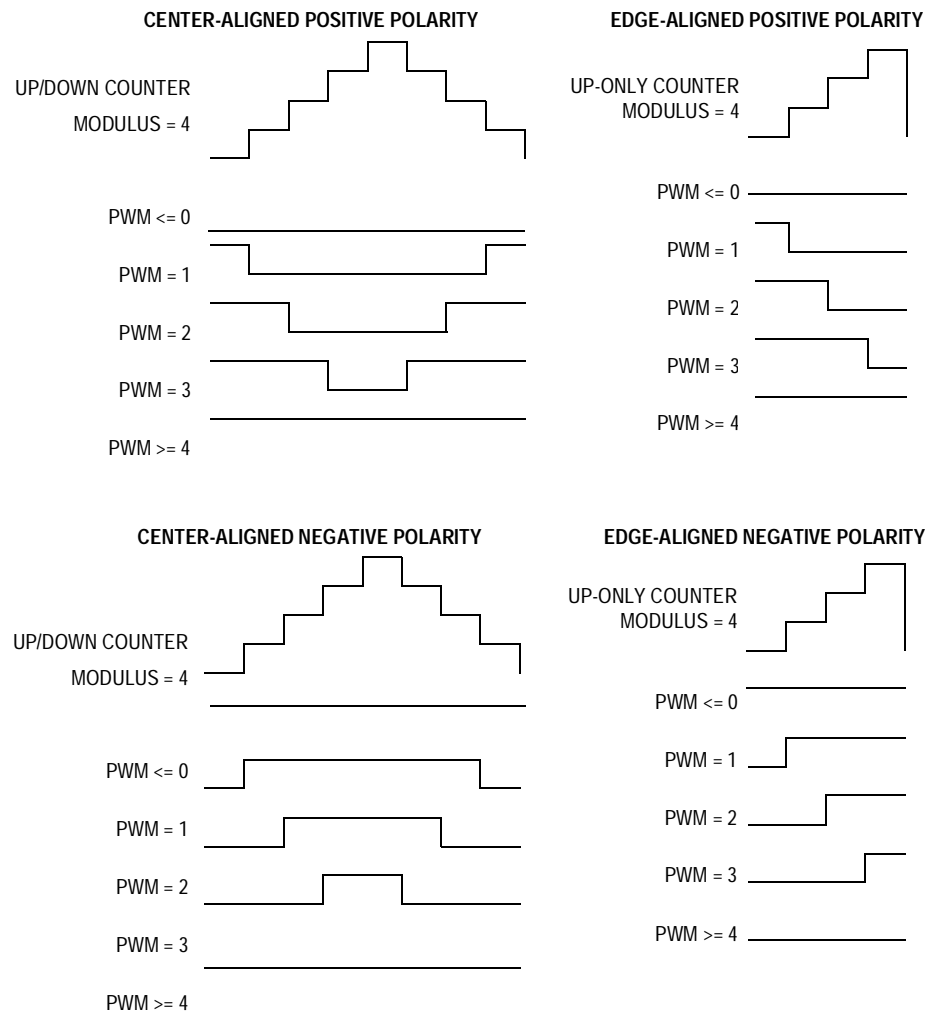 CENTER-ALIGNED POSITIVE POLARITY
UP/DOWN COUNTER
MODULUS = 4
PWM <= 0
PWM = 1
PWM = 2
PWM = 3
PWM >= 4
EDGE-ALIGNED POSITIVE POLARITY
UP-ONLY COUNTER
MODULUS = 4
PWM <= 0
PWM = 1
PWM = 2
PWM = 3
PWM >= 4
CENTER-ALIGNED NEGATIVE POLARITY
UP/DOWN COUNTER
MODULUS = 4
PWM <= 0
PWM = 1
PWM = 2
PWM = 3
PWM >= 4
EDGE-ALIGNED NEGATIVE POLARITY
UP-ONLY COUNTER
MODULUS = 4
PWM <= 0
PWM = 1
PWM = 2
PWM = 3
PWM >= 4